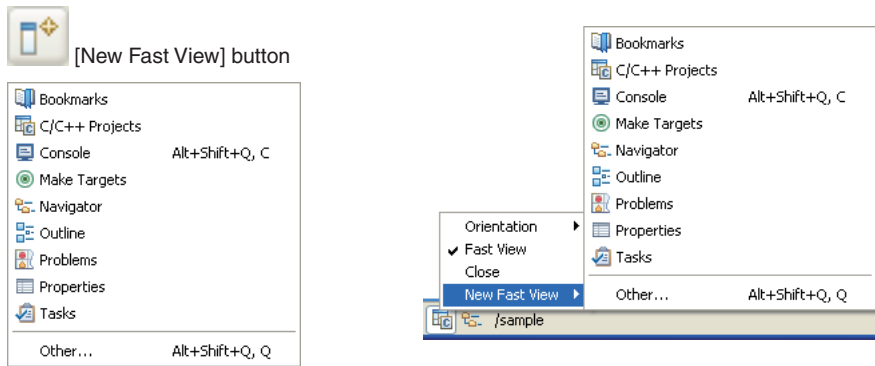 [New Fast View] button
Bookmarks
C/C++ Projects
Console Alt+Shift+Q, C
Make Targets
Navigator
Outline
Problems
Properties
Tasks
Other... Alt+Shift+Q, Q
Bookmarks
C/C++ Projects
Console Alt+Shift+Q, C
Make Targets
Navigator
Outline
Problems
Properties
Tasks
Other... Alt+Shift+Q, Q
Orientation
Fast View
Close
New Fast View
/sample